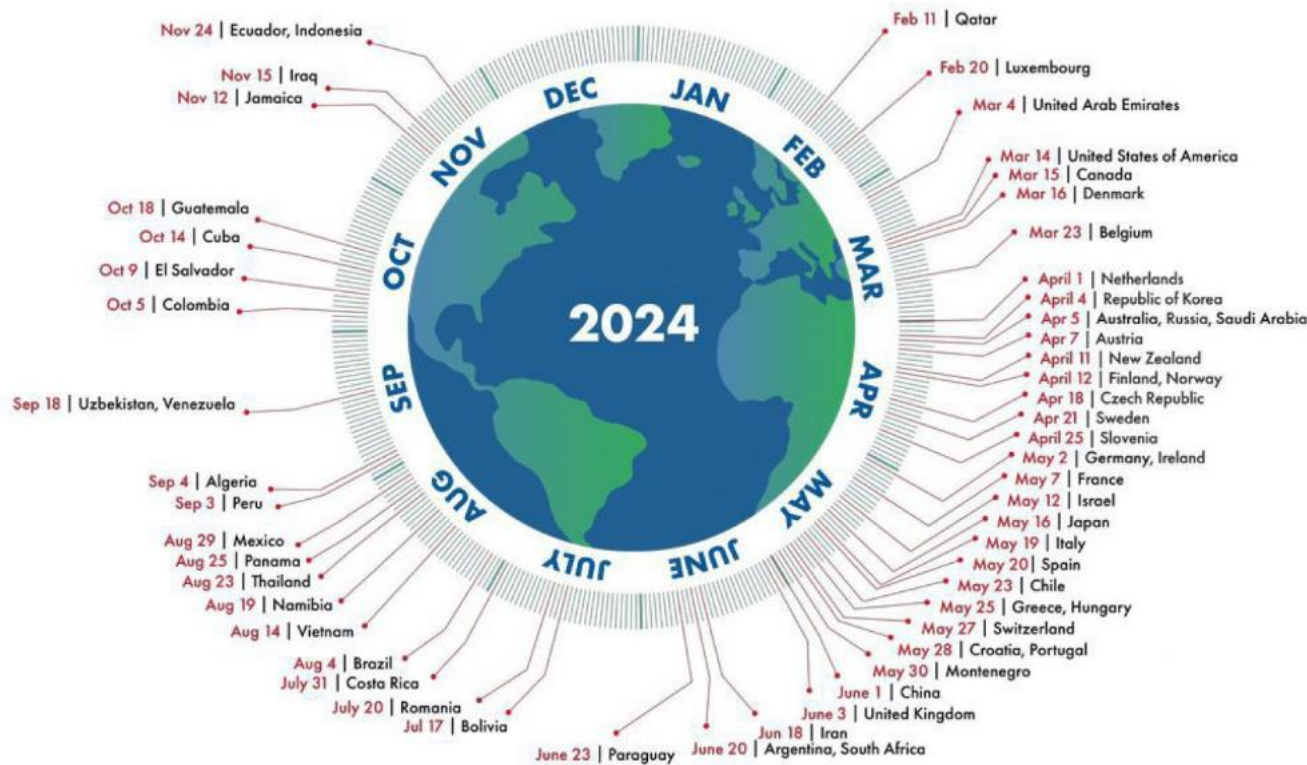 Feb 11 | Qatar
Feb 20 | Luxembourg
Mar 4 | United Arab Emirates
Mar 14 | United States of America
Mar 15 | Canada
Mar 16 | Denmark
Mar 23 | Belgium
April 1 | Netherlands
April 4 | Republic of Korea
Apr 5 | Australia, Russia, Saudi Arabia
Apr 7 | Austria
April 11 | New Zealand
April 12 | Finland, Norway
Apr 18 | Czech Republic
Apr 21 | Sweden
April 25 | Slovenia
May 2 | Germany, Ireland
May 7 | France
May 12 | Israel
May 16 | Japan
May 19 | Italy
May 20 | Spain
May 23 | Chile
May 25 | Greece, Hungary
May 27 | Switzerland
May 28 | Croatia, Portugal
May 30 | Montenegro
June 1 | China
June 3 | United Kingdom
Jun 18 | Iran
June 20 | Argentina, South Africa
June 23 | Paraguay
Jul 17 | Bolivia
July 20 | Romania
July 31 | Costa Rica
Aug 4 | Brazil
Aug 14 | Vietnam
Aug 19 | Namibia
Aug 23 | Thailand
Aug 25 | Panama
Aug 29 | Mexico
Sep 3 | Peru
Sep 4 | Algeria
Sep 18 | Uzbekistan, Venezuela
Oct 5 | Colombia
Oct 9 | El Salvador
Oct 14 | Cuba
Oct 18 | Guatemala
Nov 12 | Jamaica
Nov 15 | Iraq
Nov 24 | Ecuador, Indonesia
JAN
FEB
MAR
APR
MAY
JUNE
JULY
AUG
SEP
OCT
NOV
DEC
2024